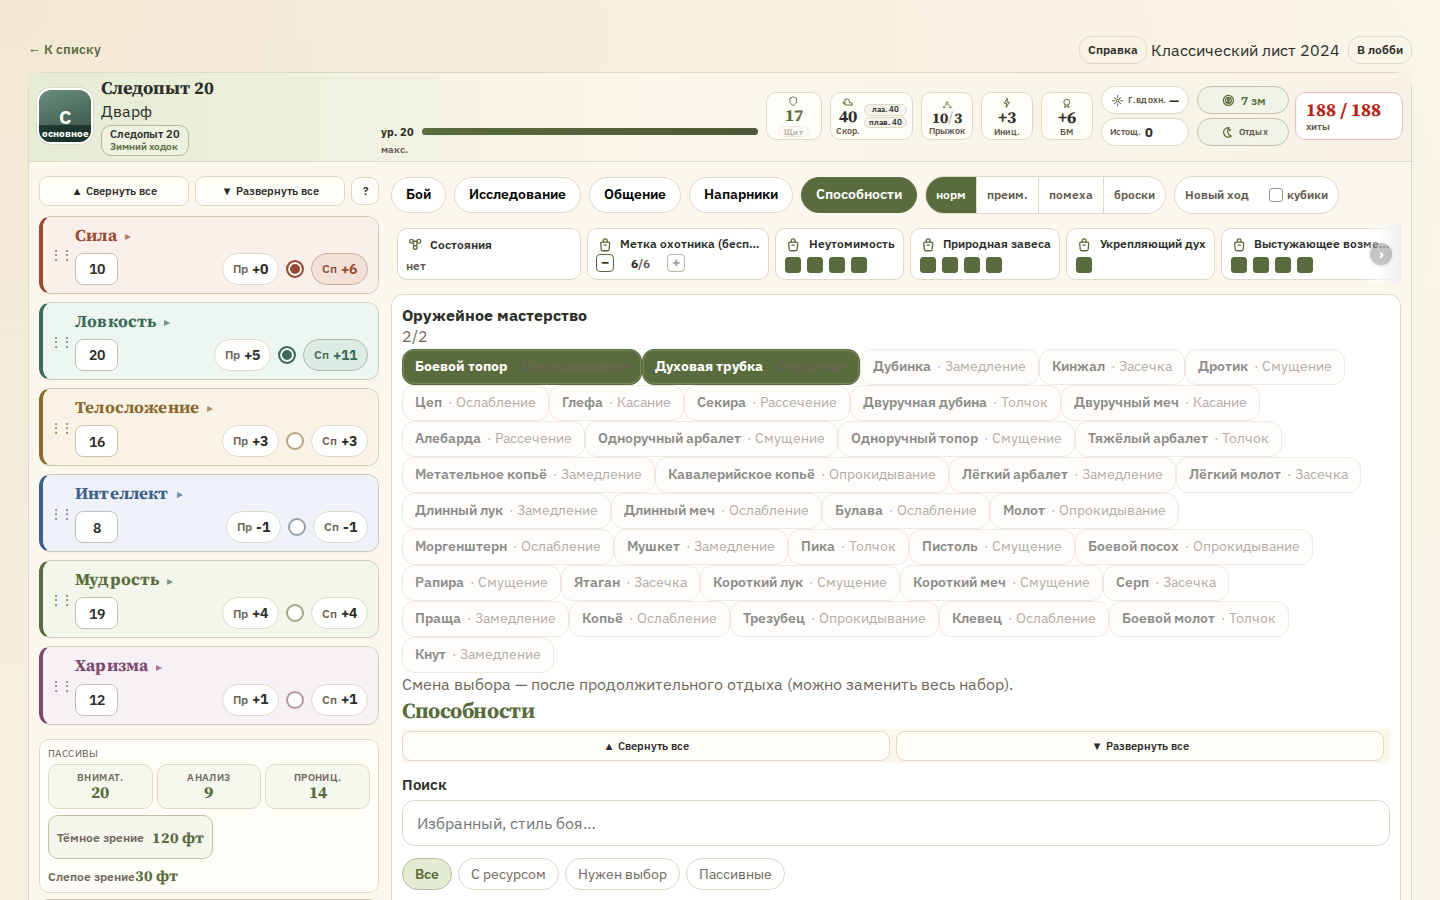 ← К списку
Справка Классический лист 2024 В лобби
С
основное
Следопыт 20
Дварф
Следопыт 20
Зимний ходок
ур. 20
макс.
17
Щит
40
Скор.
лаз. 40
плав. 40
10/3
Прыжок
+3
Иниц.
+6
БМ
Г.вдохн. —
Истощ. 0
7 зм
Отдых
188 / 188
хиты
▲ Свернуть все ▼ Развернуть все ?
Сила ▸
10 Пр +0 Сп +6
Ловкость ▸
20 Пр +5 Сп +11
Телосложение ▸
16 Пр +3 Сп +3
Интеллект ▸
8 Пр -1 Сп -1
Мудрость ▸
19 Пр +4 Сп +4
Харизма ▸
12 Пр +1 Сп +1
ПАССИВЫ
ВНИМАТ. АНАЛИЗ ПРОНИЦ.
20 9 14
Тёмное зрение 120 фт
Слепое зрение30 фт
Бой Исследование Общение Напарники Способности норм преим. помеха броски Новый ход кубики
Состояния
нет
Метка охотника (бесп...
− 6/6 +
Неутомимость
Природная завеса
Укрепляющий дух
Выстужающее возме...
›
Оружейное мастерство
2/2
Боевой топор · Опрокидывание Духовая трубка · Смущение Дубинка · Замедление Кинжал · Засечка Дротик · Смущение
Цеп · Ослабление Глефа · Касание Секира · Рассечение Двуручная дубина · Толчок Двуручный меч · Касание
Алебарда · Рассечение Одноручный арбалет · Смущение Одноручный топор · Смущение Тяжёлый арбалет · Толчок
Метательное копьё · Замедление Кавалерийское копьё · Опрокидывание Лёгкий арбалет · Замедление Лёгкий молот · Засечка
Длинный лук · Замедление Длинный меч · Ослабление Булава · Ослабление Молот · Опрокидывание
Моргенштерн · Ослабление Мушкет · Замедление Пика · Толчок Пистоль · Смущение Боевой посох · Опрокидывание
Рапира · Смущение Ятаган · Засечка Короткий лук · Смущение Короткий меч · Смущение Серп · Засечка
Праща · Замедление Копьё · Ослабление Трезубец · Опрокидывание Клевец · Ослабление Боевой молот · Толчок
Кнут · Замедление
Смена выбора — после продолжительного отдыха (можно заменить весь набор).
Способности
▲ Свернуть все ▼ Развернуть все
Поиск
Избранный, стиль боя...
Все С ресурсом Нужен выбор Пассивные